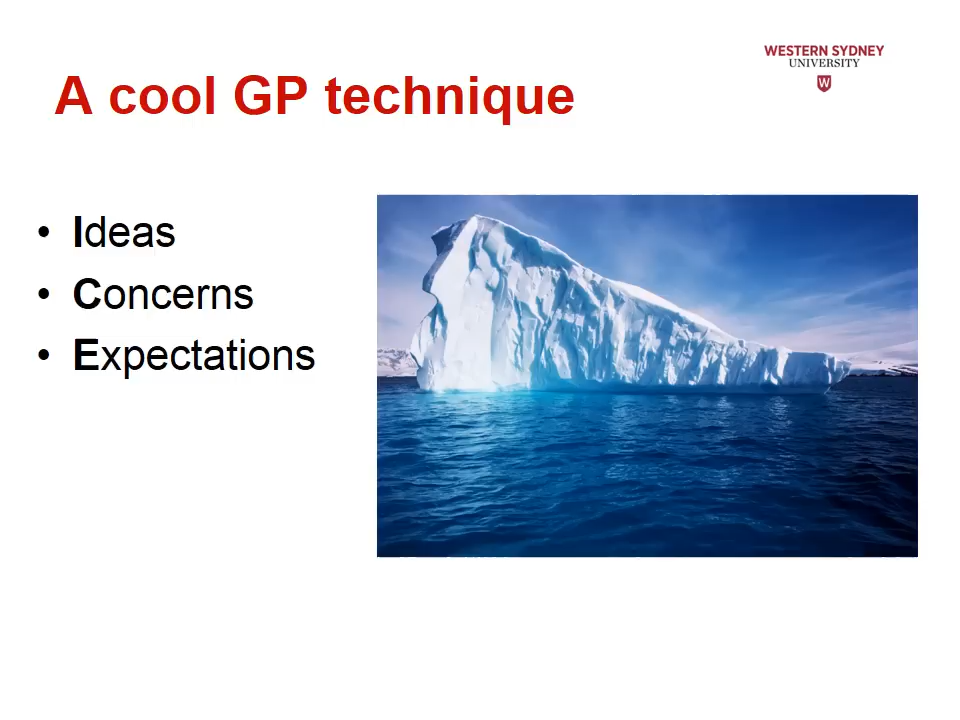 WESTERN SYDNEY
UNIVERSITY
W
A cool GP technique
• Ideas
• Concerns
• Expectations